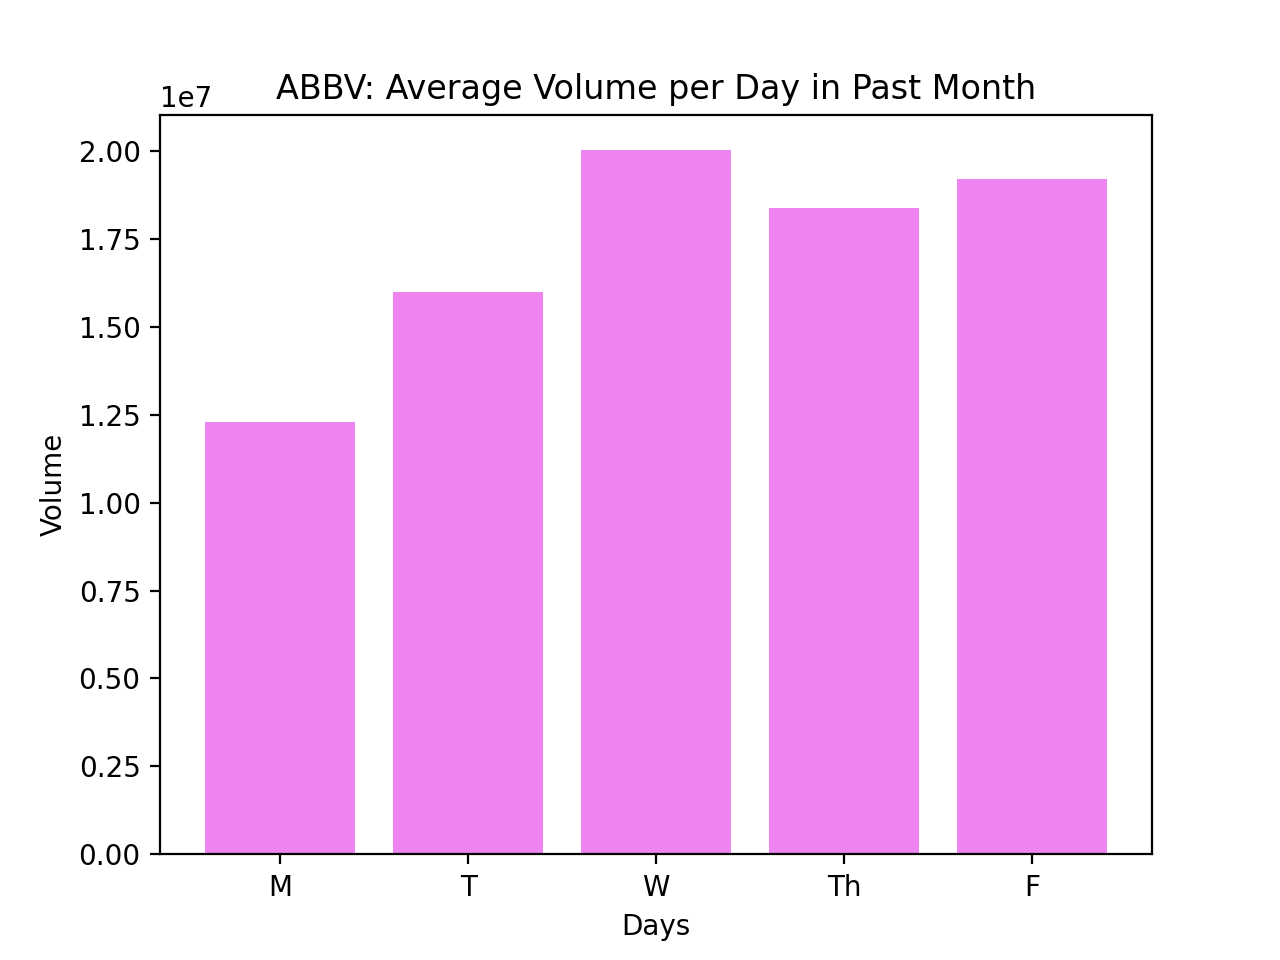 ABBV: Average Volume per Day in Past Month
1e7
2.00
1.75
1.50
1.25
1.00
0.75
0.50
0.25
0.00
Volume
M T W Th F
Days